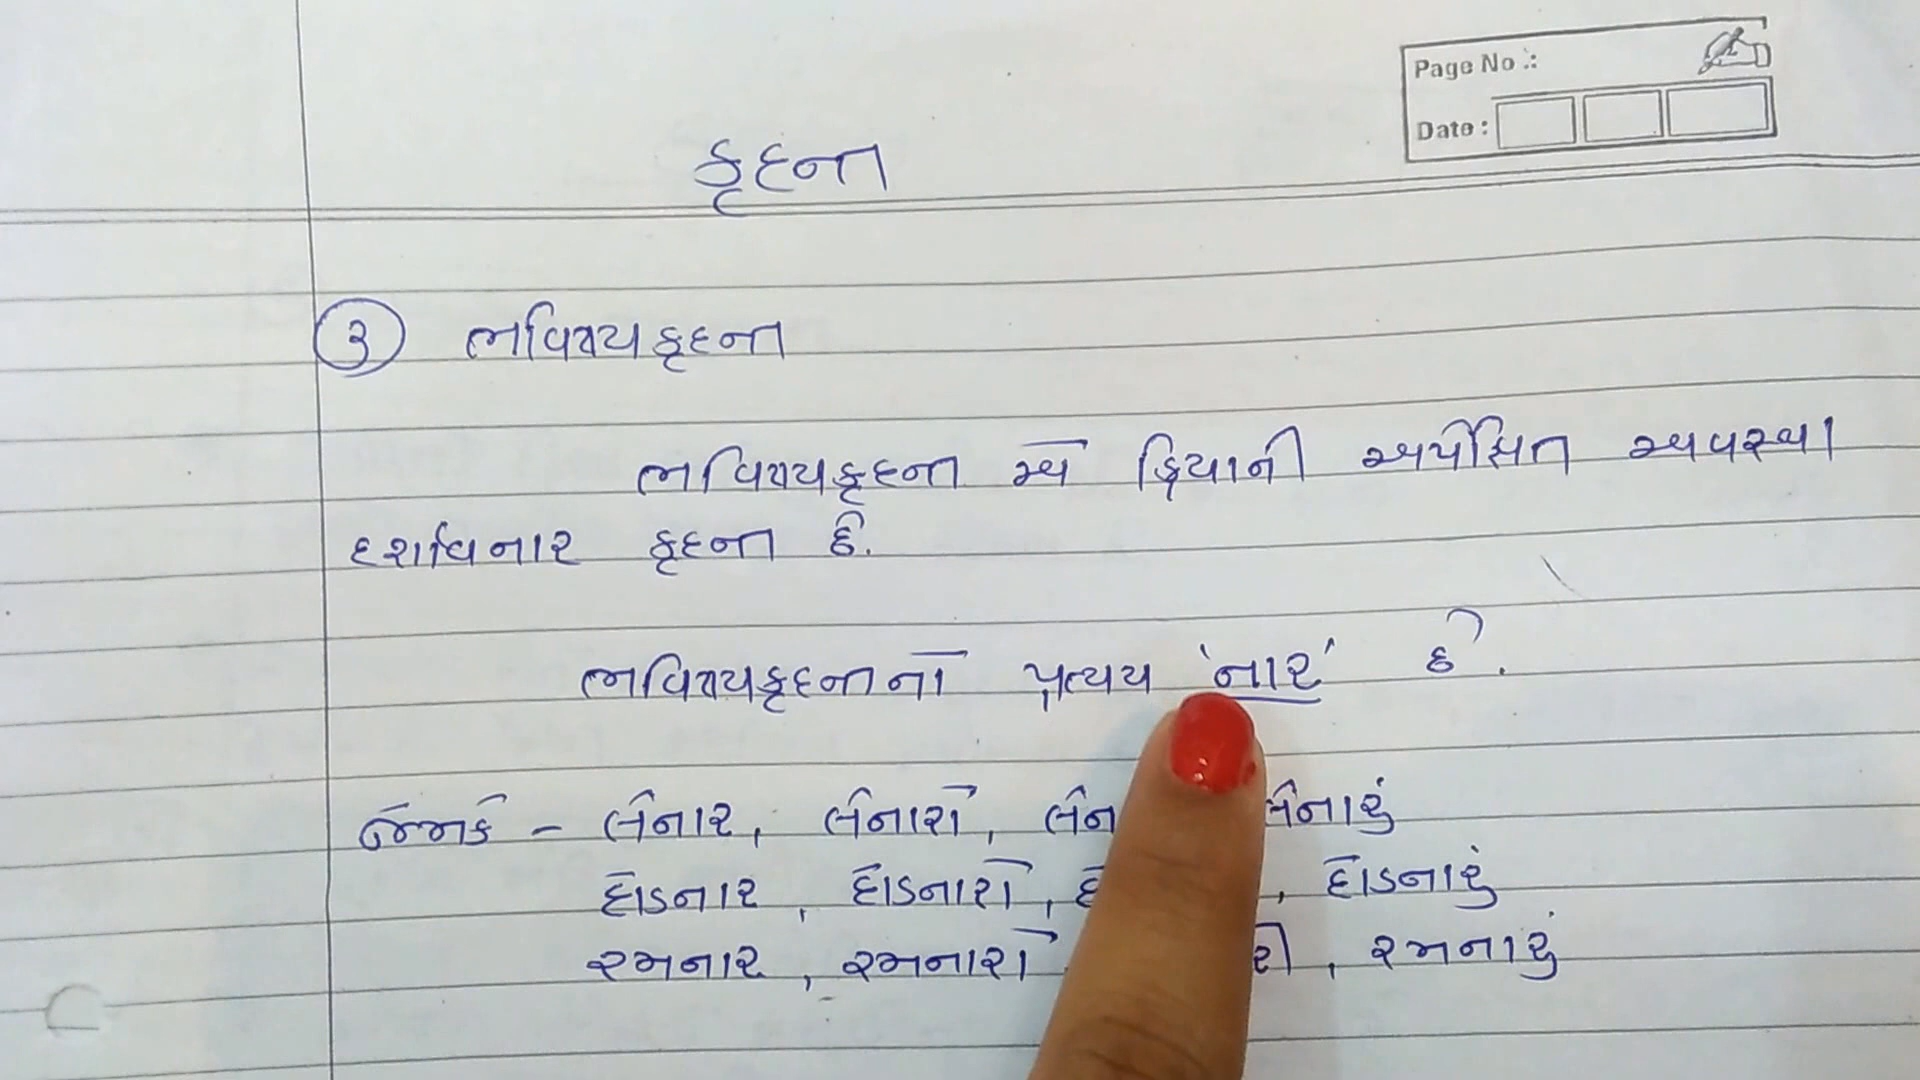 Page No.:
Date :
કૃદન્ત
૩ ભવિષ્યકૃદન્ત
ભવિષ્યકૃદન્ત એ ક્રિયાની અપેક્ષિત અવસ્થા
દર્શાવનાર કૃદન્ત છે.
ભવિષ્યકૃદન્તનો પ્રત્યય 'નાર' છે.
જેમકે - લેનાર, લેનારો, લેનારું
દોડનાર, દોડનારો, દોડનારું
રમનાર, રમનારો, રમનારું